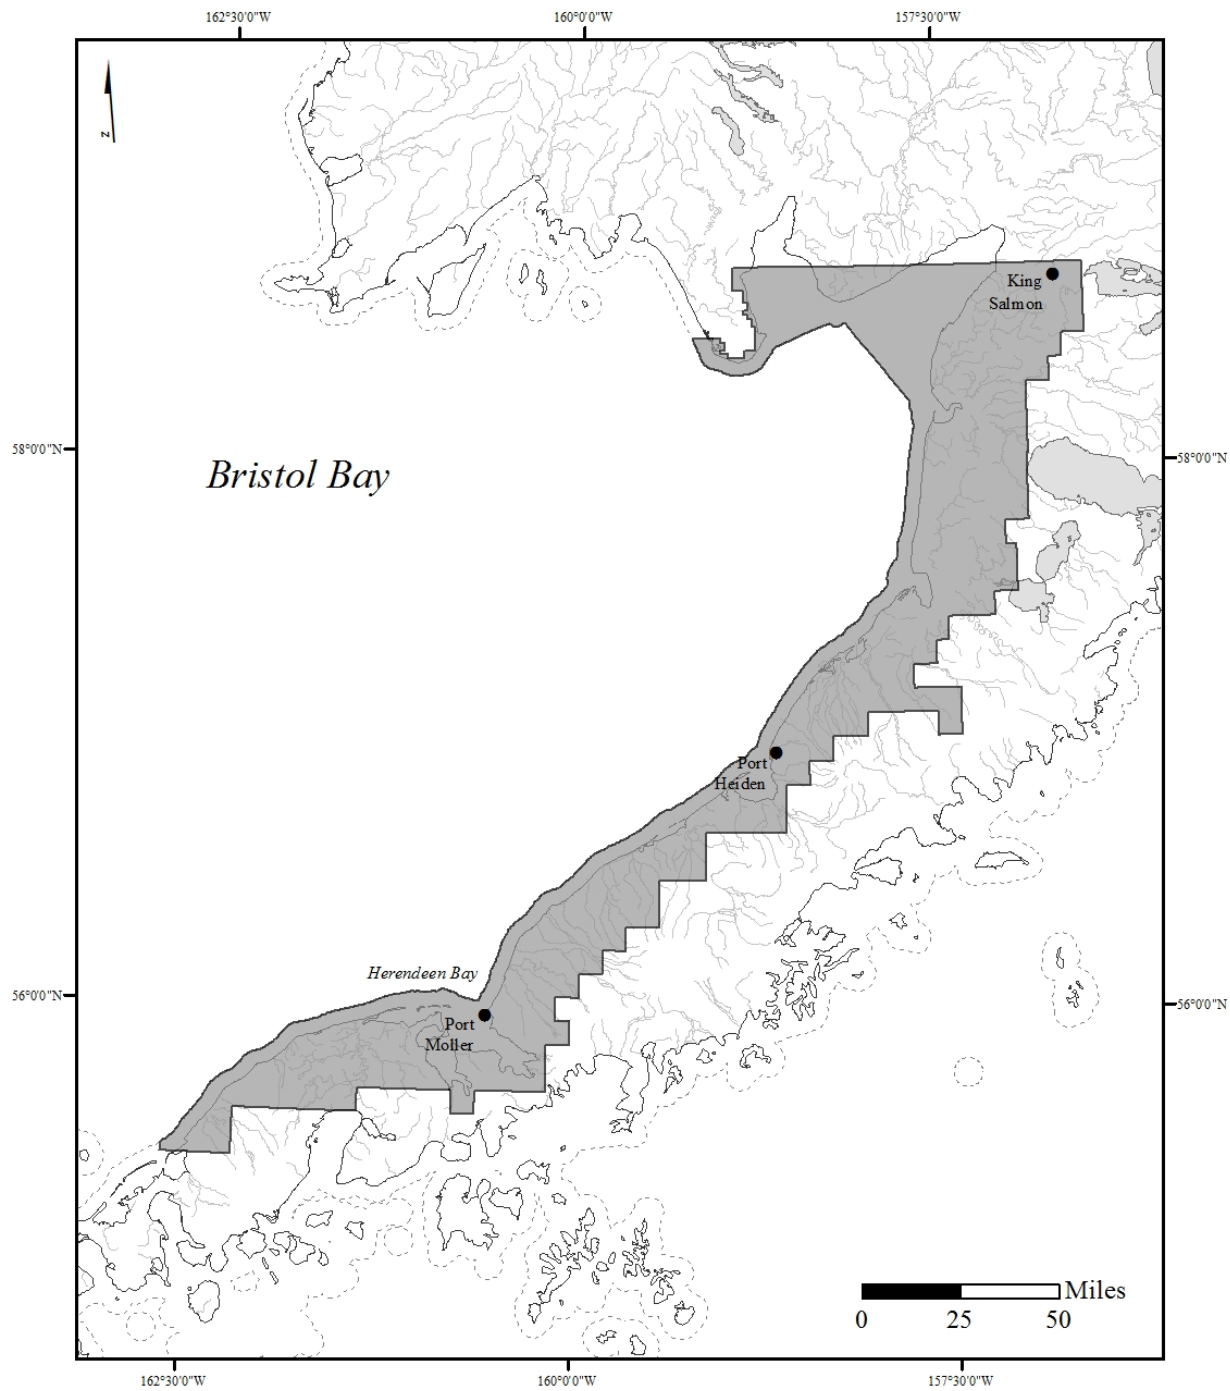 162°30'0"W 160°0'0"W 157°30'0"W
z
King
Salmon
58°0'0"N
58°0'0"N
Bristol Bay
Port
Heiden
Herendeen Bay
56°0'0"N
56°0'0"N
Port
Moller
Miles
0 25 50
162°30'0"W 160°0'0"W 157°30'0"W